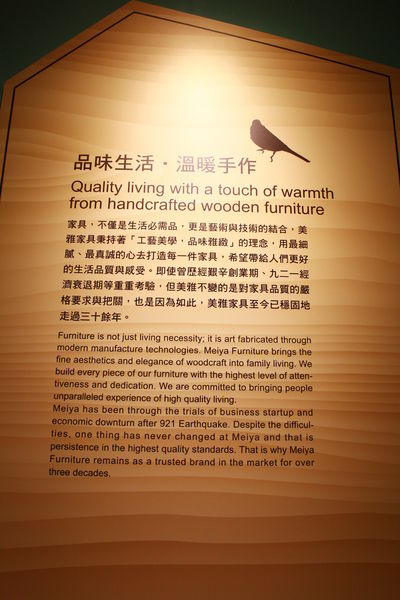 品味生活・溫暖手作
Quality living with a touch of warmth
from handcrafted wooden furniture
家具，不僅是生活必需品，更是藝術與技術的結合，美
雅家具秉持著「工藝美學，品味雅緻」的理念，用最細
膩、最真誠的心去打造每一件家具，希望帶給人們更好
的生活品質與感受。即使曾歷經艱辛創業期、九二一經
濟衰退期等重重考驗，但美雅不變的是對家具品質的嚴
格要求與把關，也是因為如此，美雅家具至今已穩固地
走過三十餘年。
Furniture is not just living necessity; it is art fabricated through
modern manufacture technologies. Meiya Furniture brings the
fine aesthetics and elegance of woodcraft into family living. We
build every piece of our furniture with the highest level of atten-
tiveness and dedication. We are committed to bringing people
unparalleled experience of high quality living.
Meiya has been through the trials of business startup and
economic downturn after 921 Earthquake. Despite the difficul-
ties, one thing has never changed at Meiya and that is
persistence in the highest quality standards. That is why Meiya
Furniture remains as a trusted brand in the market for over
three decades.